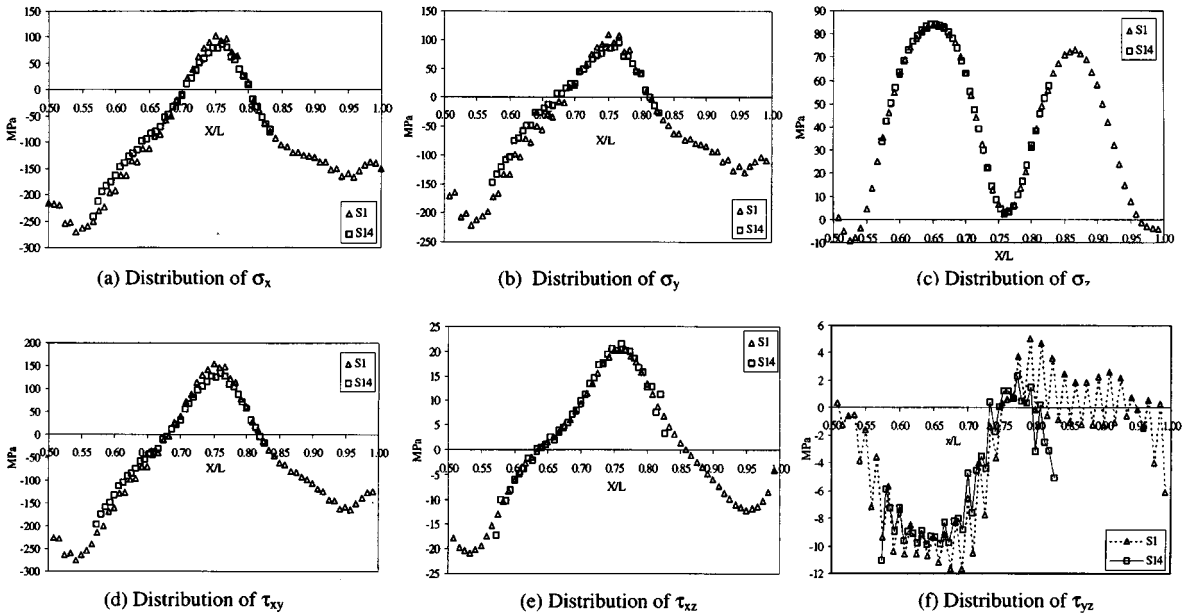 150
100
50
0
-50
-100
-150
-200
-250
-300
MPa
0.50 0.55 0.60 0.65 0.70 0.75 0.80 0.85 0.90 0.95 1.00
X/L
S1
S14
(a) Distribution of σx
150
100
50
0
-50
-100
-150
-200
-250
MPa
0.50 0.55 0.60 0.65 0.70 0.75 0.80 0.85 0.90 0.95 1.00
X/L
S1
S14
(b) Distribution of σy
90
80
70
60
50
40
30
20
10
0
-10
MPa
0.50 0.55 0.60 0.65 0.70 0.75 0.80 0.85 0.90 0.95 1.00
X/L
S1
S14
(c) Distribution of σz
200
150
100
50
0
-50
-100
-150
-200
-250
-300
MPa
0.50 0.55 0.60 0.65 0.70 0.75 0.80 0.85 0.90 0.95 1.00
X/L
S1
S14
(d) Distribution of τxy
25
20
15
10
5
0
-5
-10
-15
-20
-25
MPa
0.50 0.55 0.60 0.65 0.70 0.75 0.80 0.85 0.90 0.95 1.00
X/L
S1
S14
(e) Distribution of τxz
6
4
2
0
-2
-4
-6
-8
-10
-12
MPa
0.50 0.55 0.60 0.65 0.70 0.75 0.80 0.85 0.90 0.95 1.00
x/L
S1
S14
(f) Distribution of τyz